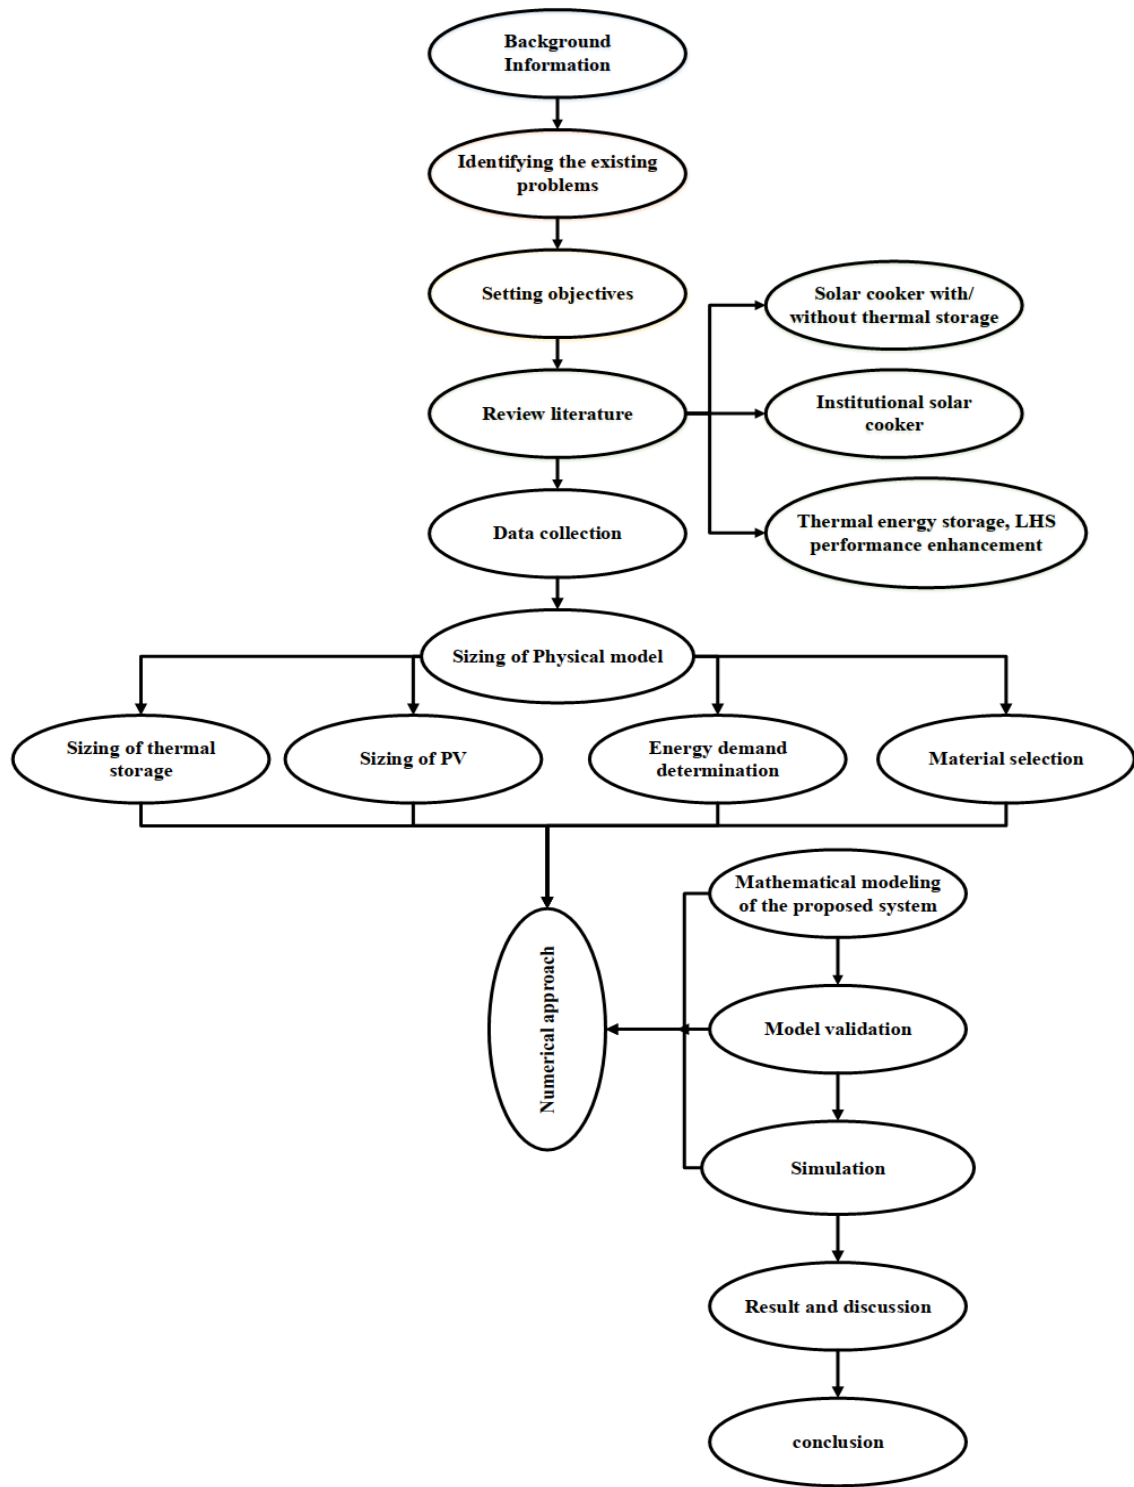 Background
Information
Identifying the existing
problems
Setting objectives
Solar cooker with/
without thermal storage
Review literature
Institutional solar
cooker
Data collection
Thermal energy storage, LHS
performance enhancement
Sizing of Physical model
Sizing of thermal
storage
Sizing of PV
Energy demand
determination
Material selection
Mathematical modeling
of the proposed system
Numerical approach
Model validation
Simulation
Result and discussion
conclusion